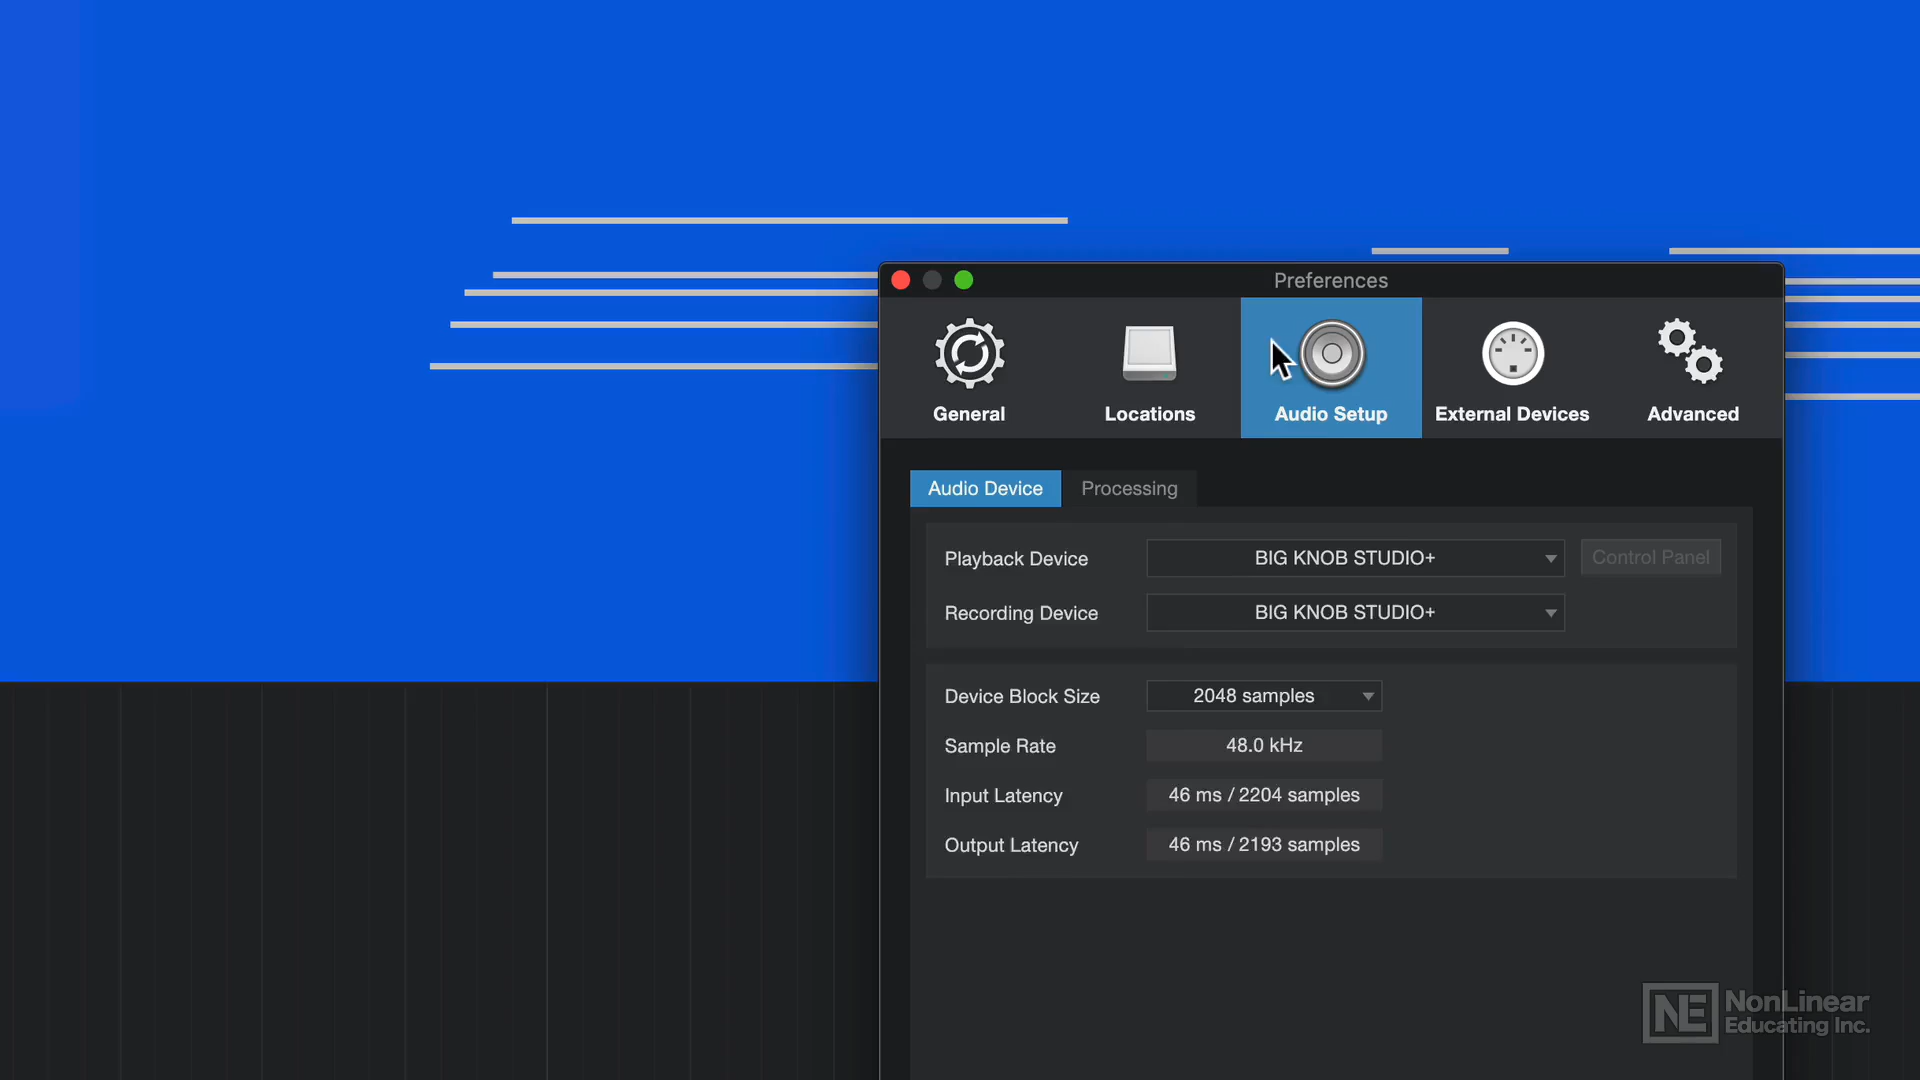 Preferences
General
Locations
Audio Setup
External Devices
Advanced
Audio Device
Processing
Playback Device
BIG KNOB STUDIO+
Control Panel
Recording Device
BIG KNOB STUDIO+
Device Block Size
2048 samples
Sample Rate
48.0 kHz
Input Latency
46 ms / 2204 samples
Output Latency
46 ms / 2193 samples
NE NonLinear
Educating Inc.